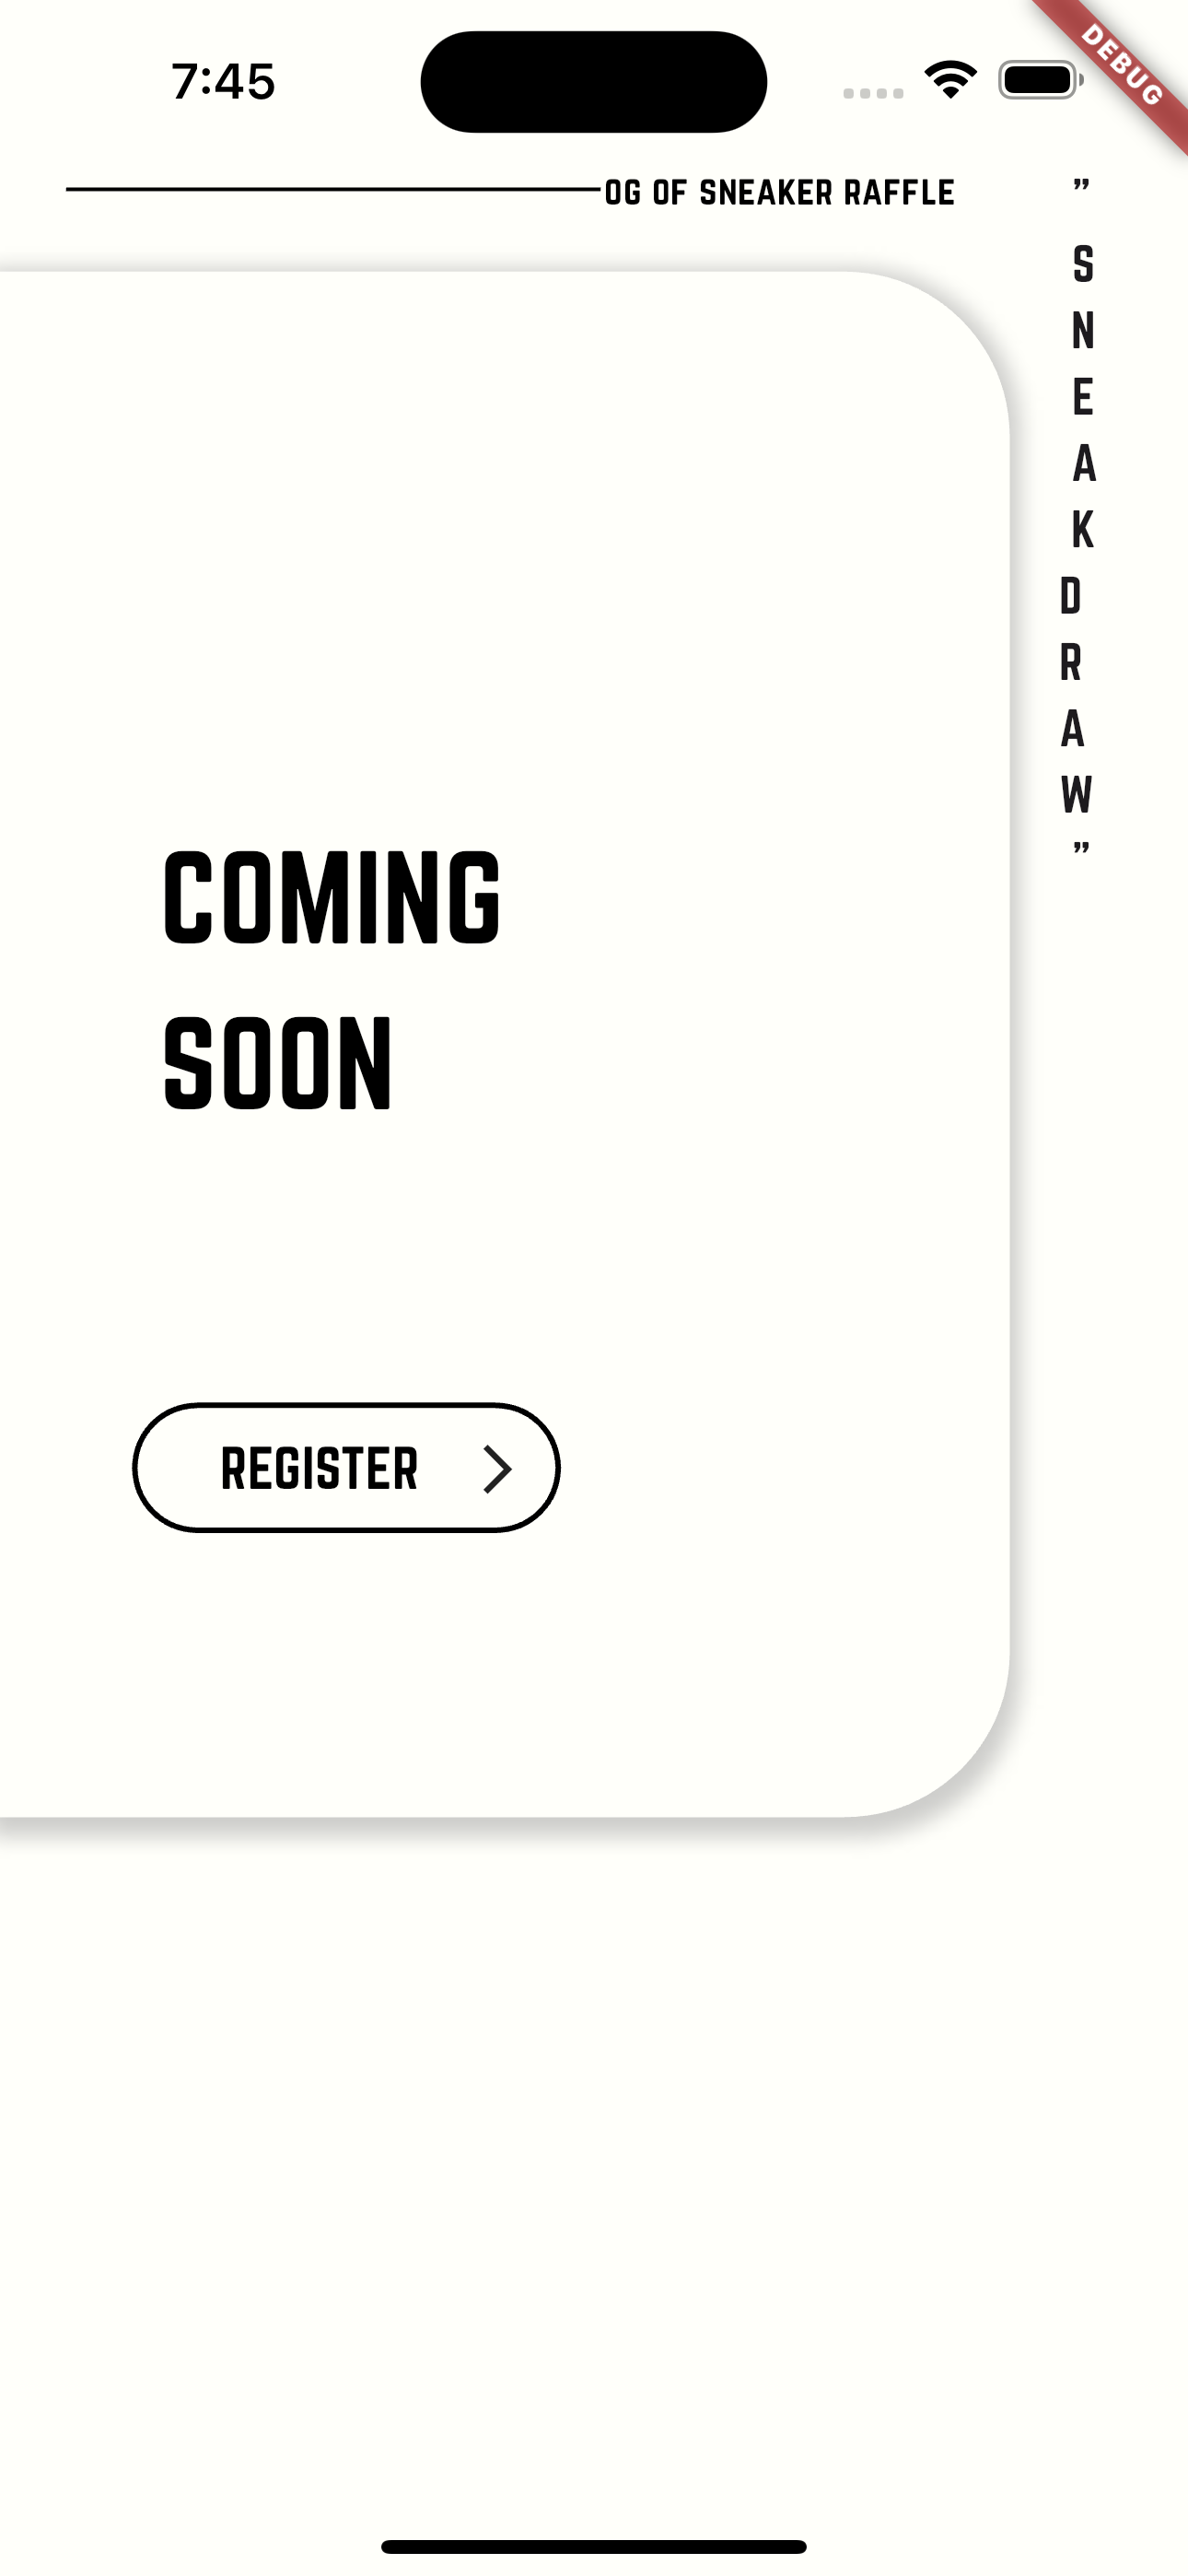 7:45
DEBUG
OG OF SNEAKER RAFFLE
”
S
N
E
A
K
D
R
A
W
”
COMING
SOON
REGISTER